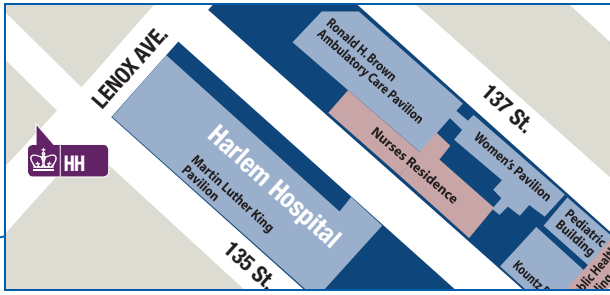 LENOX AVE.
HH
Harlem Hospital
Martin Luther King
Pavilion
135 St.
Ronald H. Brown
Ambulatory Care Pavilion
Nurses Residence
137 St.
Women's Pavilion
Pediatric
Building
Kountz